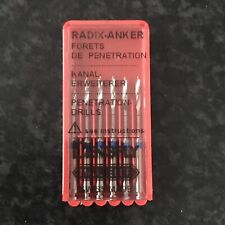 RADIX-ANKER
FORETS
DE PENETRATION
KANAL-
ERWEITERER
PENETRATION-
DRILLS
see instructions